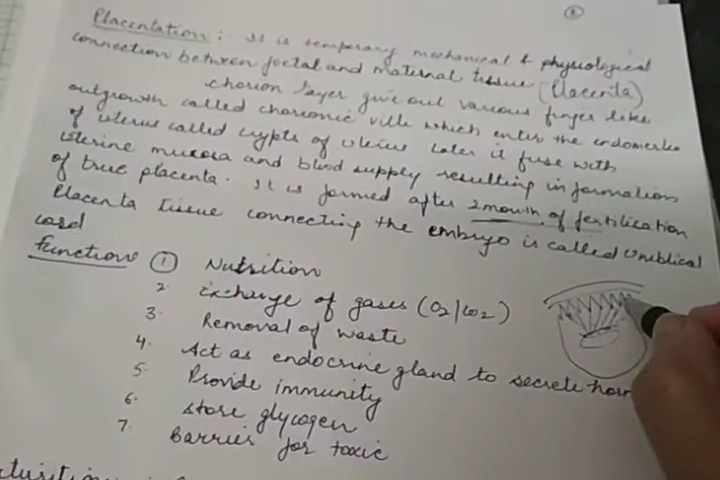 Placentation :- It is temporary mechanical & physiological
connection between foetal and maternal tissue (Placenta)
chorion layer give out various finger like
outgrowth called chorionic villi which enter the endometri
of uterus called crypts of uterus later it fuse with
uterine mucosa and blood supply resulting in formation
of true placenta. It is formed after 2 month of fertilication
Placenta tissue connecting the embryo is called Umblical
cord
functions ① Nutrition
2. Exchange of gases (O2/CO2)
3. Removal of waste
4. Act as endocrine gland to secrete horm
5. Provide immunity
6. Store glycogen
7. Barrier for toxic